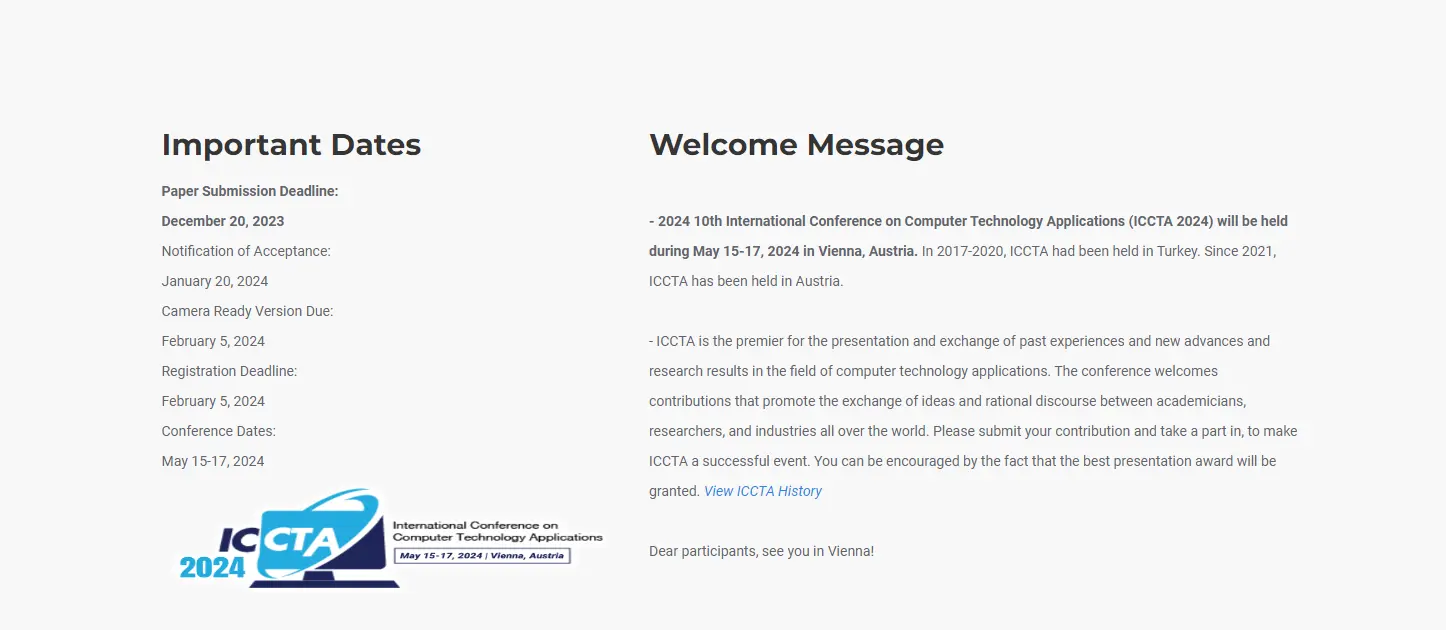 Important Dates
Paper Submission Deadline:
December 20, 2023
Notification of Acceptance:
January 20, 2024
Camera Ready Version Due:
February 5, 2024
Registration Deadline:
February 5, 2024
Conference Dates:
May 15-17, 2024
ICCTA
2024
International Conference on
Computer Technology Applications
May 15-17, 2024 | Vienna, Austria
Welcome Message
- 2024 10th International Conference on Computer Technology Applications (ICCTA 2024) will be held
during May 15-17, 2024 in Vienna, Austria. In 2017-2020, ICCTA had been held in Turkey. Since 2021,
ICCTA has been held in Austria.
- ICCTA is the premier for the presentation and exchange of past experiences and new advances and
research results in the field of computer technology applications. The conference welcomes
contributions that promote the exchange of ideas and rational discourse between academicians,
researchers, and industries all over the world. Please submit your contribution and take a part in, to make
ICCTA a successful event. You can be encouraged by the fact that the best presentation award will be
granted. View ICCTA History
Dear participants, see you in Vienna!